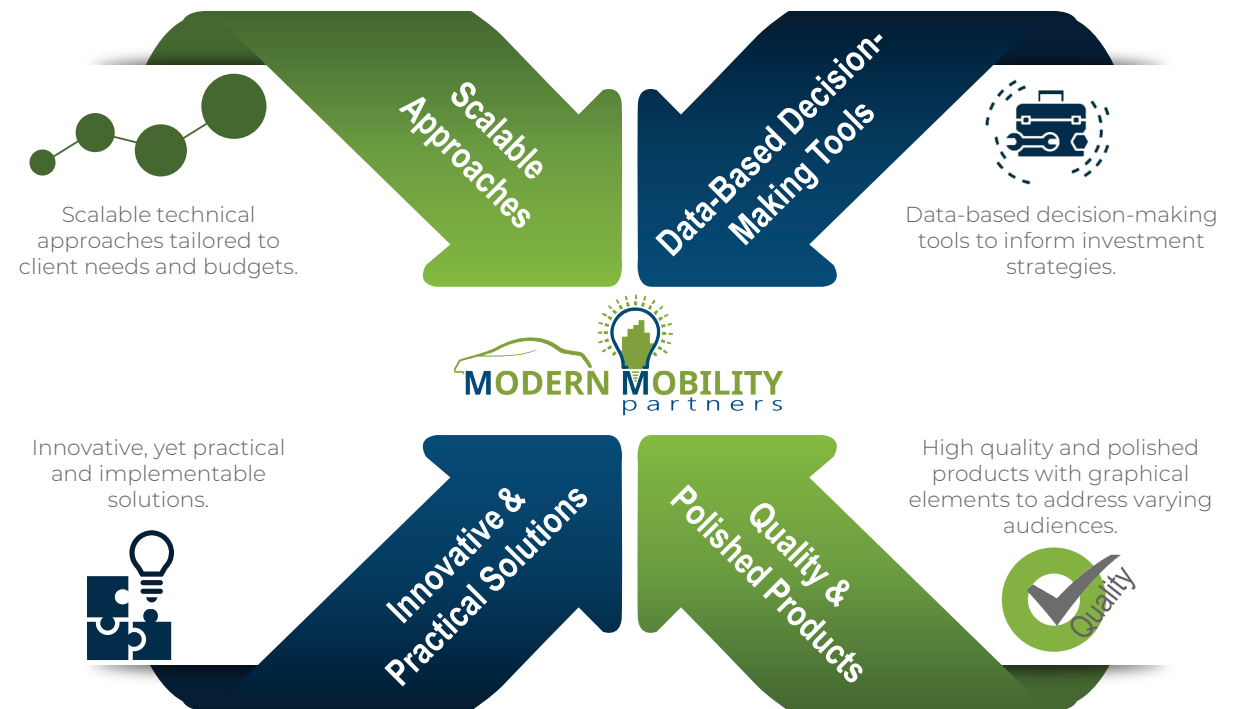 Scalable
Approaches
Data-Based Decision-
Making Tools
Scalable technical
approaches tailored to
client needs and budgets.
Data-based decision-making
tools to inform investment
strategies.
MODERN MOBILITY
partners
Innovative, yet practical
and implementable
solutions.
High quality and polished
products with graphical
elements to address varying
audiences.
Innovative &
Practical Solutions
Quality &
Polished Products
Quality